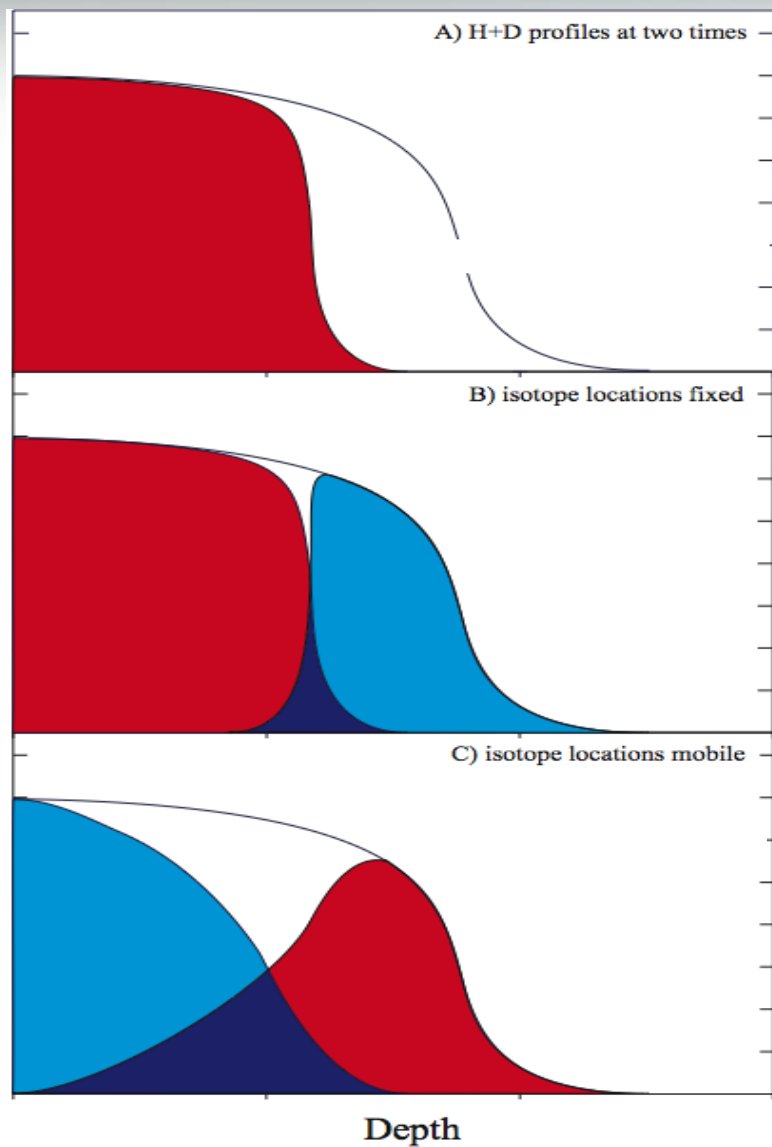 A) H+D profiles at two times
B) isotope locations fixed
C) isotope locations mobile
Depth